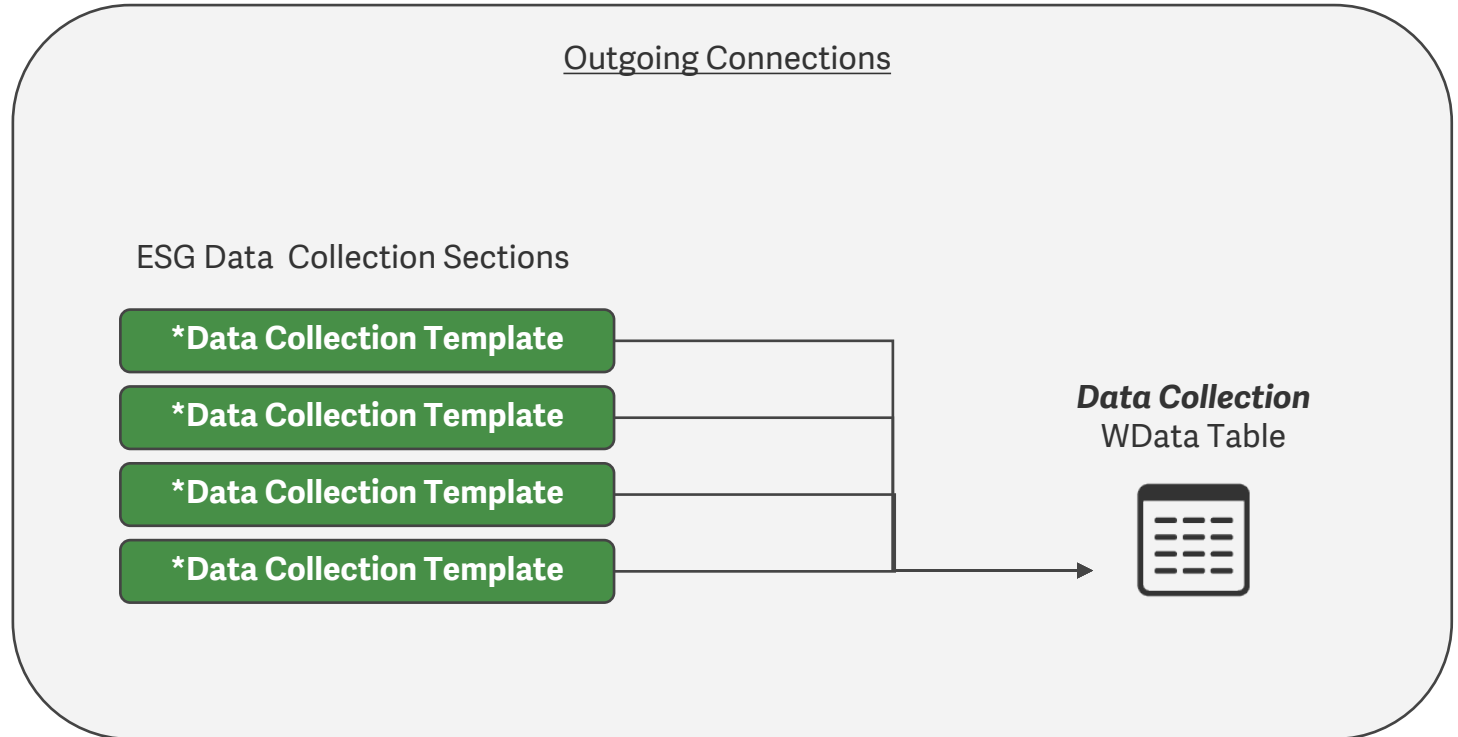 Outgoing Connections
ESG Data  Collection Sections
*Data Collection Template
*Data Collection Template
*Data Collection Template
*Data Collection Template
Data Collection
WData Table